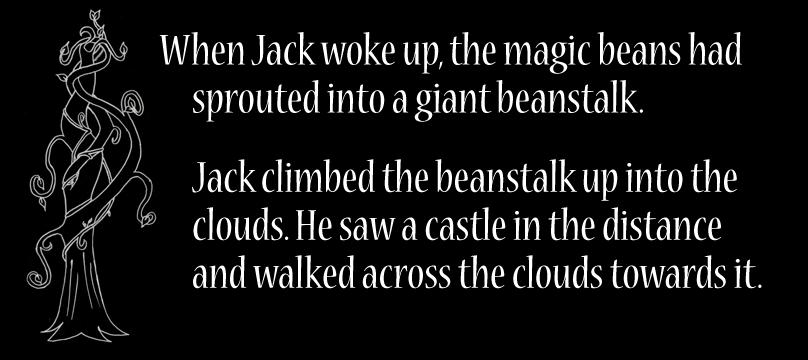 When Jack woke up, the magic beans had
sprouted into a giant beanstalk.
Jack climbed the beanstalk up into the
clouds. He saw a castle in the distance
and walked across the clouds towards it.